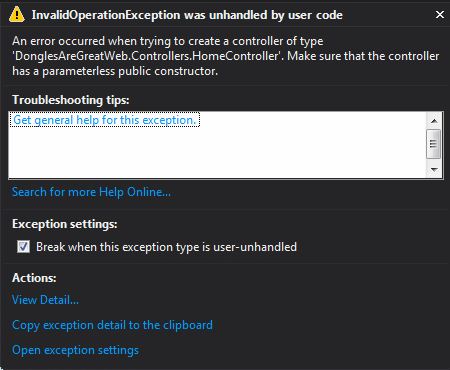 InvalidOperationException was unhandled by user code
An error occurred when trying to create a controller of type
'DonglesAreGreatWeb.Controllers.HomeController'. Make sure that the controller
has a parameterless public constructor.
Troubleshooting tips:
Get general help for this exception.
Search for more Help Online...
Exception settings:
Break when this exception type is user-unhandled
Actions:
View Detail...
Copy exception detail to the clipboard
Open exception settings